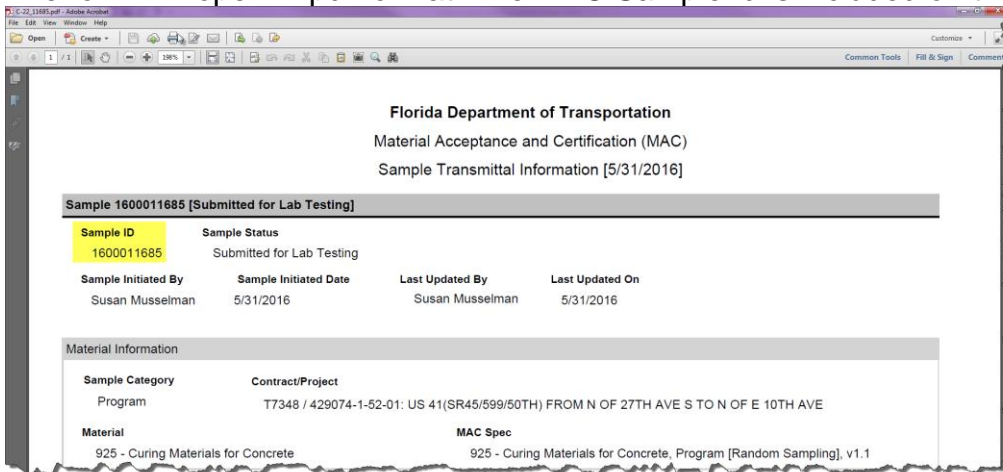 C-22_11685.pdf - Adobe Acrobat
File Edit View Window Help
Open Create Customize
1 / 1 198% Common Tools Fill & Sign Comment
Florida Department of Transportation
Material Acceptance and Certification (MAC)
Sample Transmittal Information [5/31/2016]
Sample 1600011685 [Submitted for Lab Testing]
Sample ID Sample Status
1600011685 Submitted for Lab Testing
Sample Initiated By Sample Initiated Date Last Updated By Last Updated On
Susan Musselman 5/31/2016 Susan Musselman 5/31/2016
Material Information
Sample Category Contract/Project
Program T7348 / 429074-1-52-01: US 41(SR45/599/50TH) FROM N OF 27TH AVE S TO N OF E 10TH AVE
Material MAC Spec
925 - Curing Materials for Concrete 925 - Curing Materials for Concrete, Program [Random Sampling], v1.1